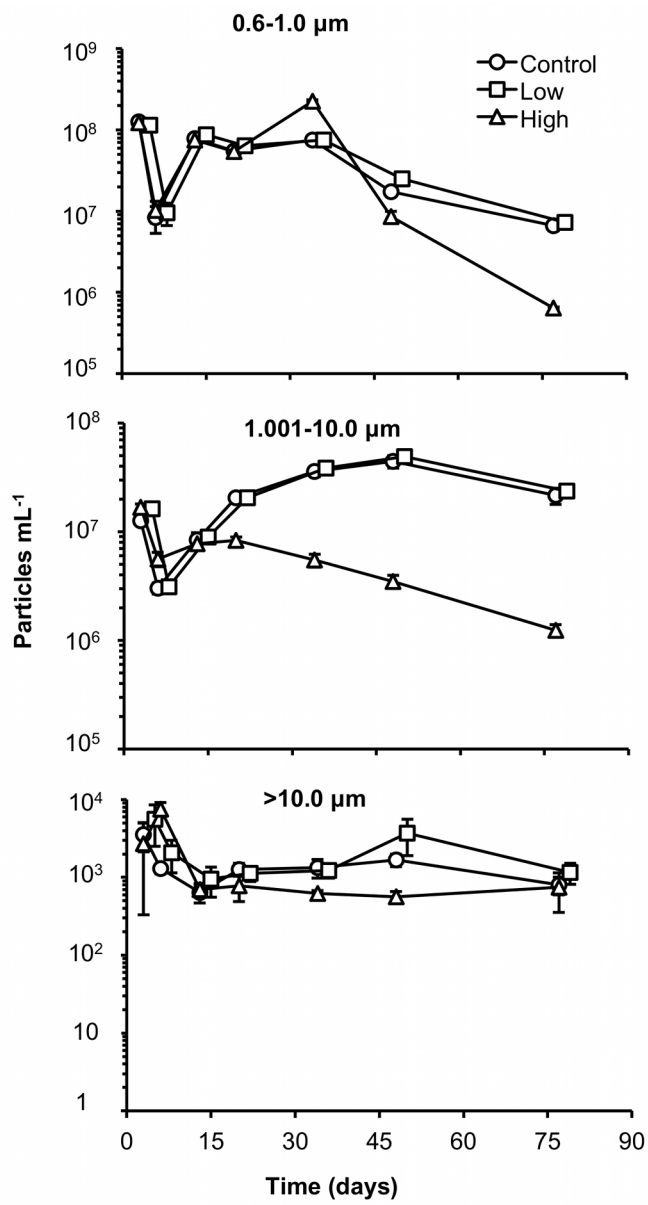 0.6-1.0 µm
10⁹
10⁸
10⁷
10⁶
10⁵
Control
Low
High
1.001-10.0 µm
10⁸
10⁷
10⁶
10⁵
Particles mL⁻¹
>10.0 µm
10⁴
10³
10²
10
1
0 15 30 45 60 75 90
Time (days)